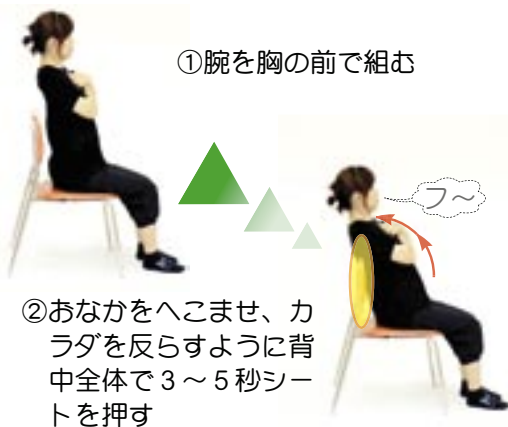 ①腕を胸の前で組む
フ～
②おなかをへこませ、カ
ラダを反らすように背
中全体で３～５秒シー
トを押す